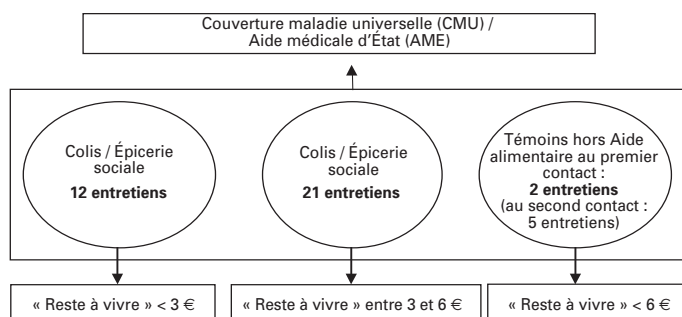 Couverture maladie universelle (CMU) /
Aide médicale d’État (AME)
Colis / Épicerie
sociale
12 entretiens
Colis / Épicerie
sociale
21 entretiens
Témoins hors Aide
alimentaire au premier
contact :
2 entretiens
(au second contact :
5 entretiens)
« Reste à vivre » < 3 €
« Reste à vivre » entre 3 et 6 €
« Reste à vivre » < 6 €